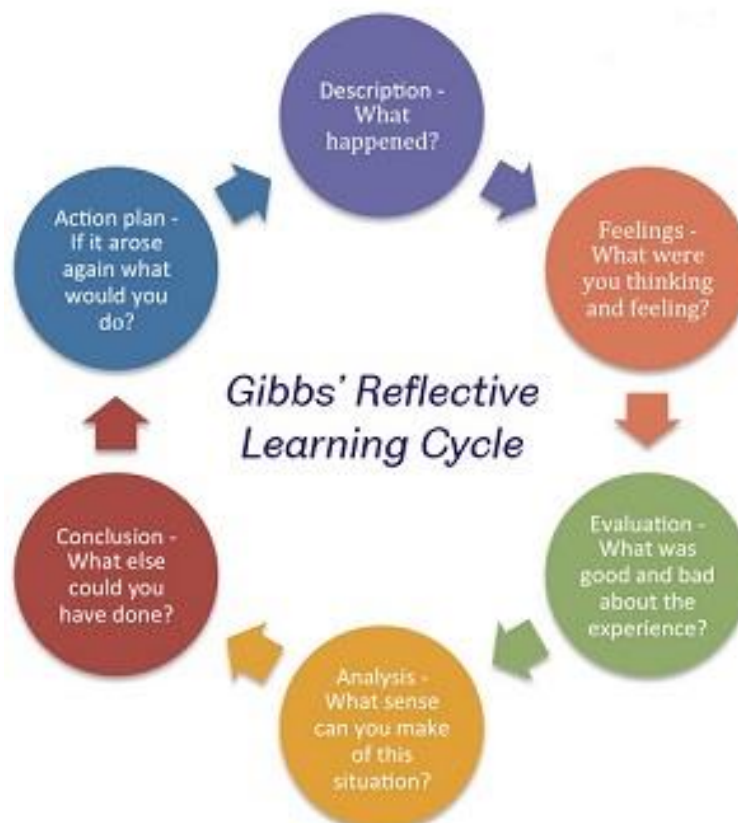 Description -
What
happened?
Feelings -
What were
you thinking
and feeling?
Evaluation -
What was
good and bad
about the
experience?
Analysis -
What sense
can you make
of this
situation?
Conclusion -
What else
could you
have done?
Action plan -
If it arose
again what
would you
do?
Gibbs' Reflective
Learning Cycle